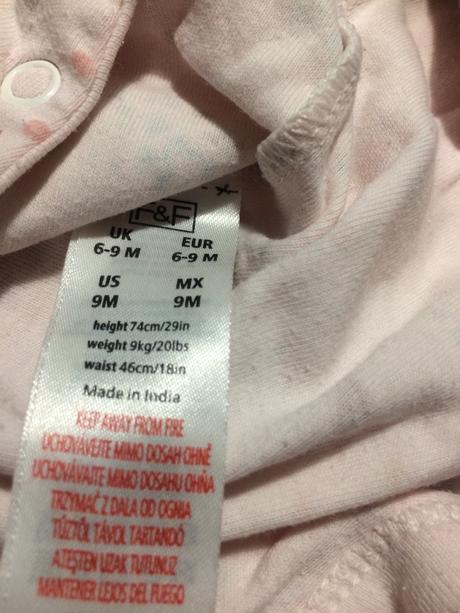 F&F
UK EUR
6-9 M 6-9 M
US MX
9M 9M
height 74cm/29in
weight 9kg/20lbs
waist 46cm/18in
Made in India
KEEP AWAY FROM FIRE
UCHOVÁVEJTE MIMO DOSAH OHNĚ
UCHOVÁVAJTE MIMO DOSAHU OHŇA
TRZYMAĆ Z DALA OD OGNIA
TŰZTŐL TÁVOL TARTANDÓ
ATEŞTEN UZAK TUTUNUZ
MANTENER LEJOS DEL FUEGO